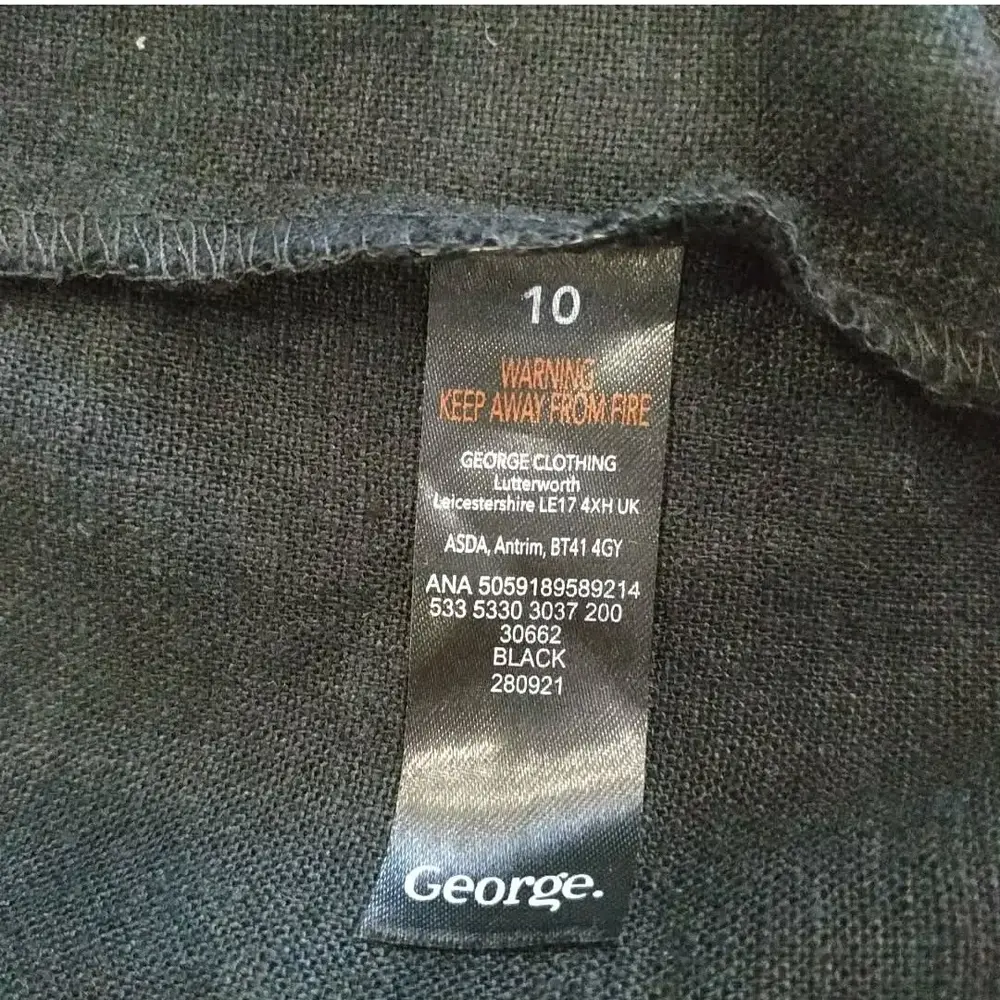 10
WARNING
KEEP AWAY FROM FIRE
GEORGE CLOTHING
Lutterworth
Leicestershire LE17 4XH UK
ASDA, Antrim, BT41 4GY
ANA 5059189589214
533 5330 3037 200
30662
BLACK
280921
George.